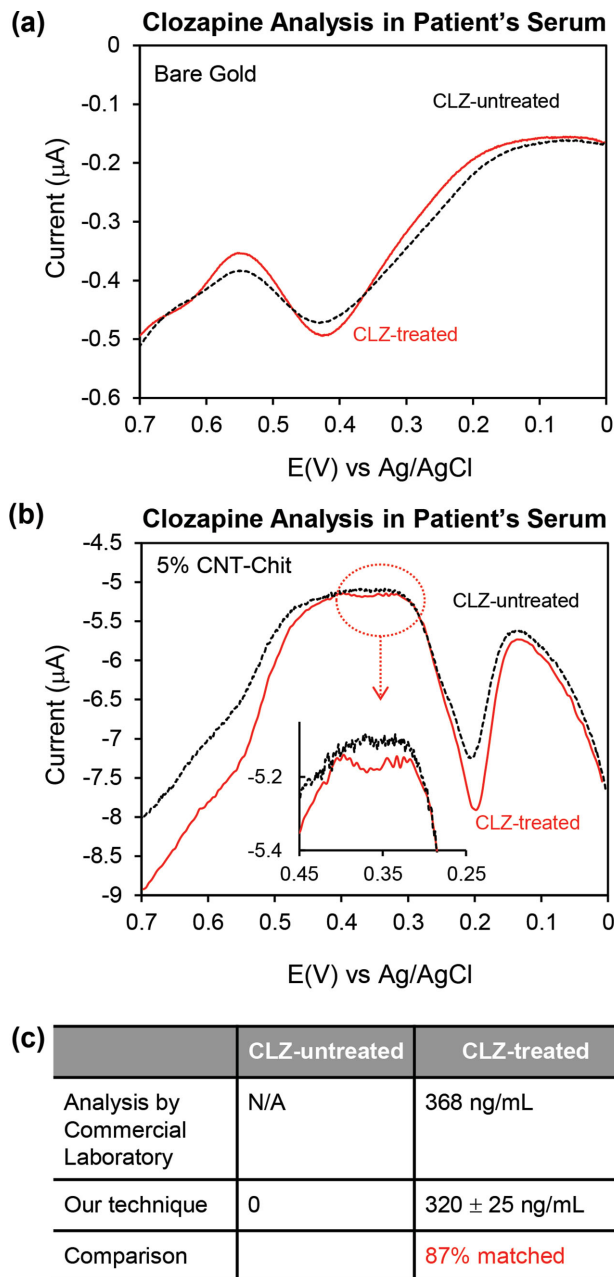 (a) Clozapine Analysis in Patient's Serum
0
-0.1
-0.2
-0.3
-0.4
-0.5
-0.6
Current (μA)
Bare Gold
CLZ-untreated
CLZ-treated
0.7 0.6 0.5 0.4 0.3 0.2 0.1 0
E(V) vs Ag/AgCl
(b) Clozapine Analysis in Patient's Serum
-4.5
-5
-5.5
-6
-6.5
-7
-7.5
-8
-8.5
-9
Current (μA)
5% CNT-Chit
CLZ-untreated
CLZ-treated
-5.2
-5.4
0.45 0.35 0.25
0.7 0.6 0.5 0.4 0.3 0.2 0.1 0
E(V) vs Ag/AgCl
(c)
CLZ-untreated CLZ-treated
Analysis by N/A 368 ng/mL
Commercial
Laboratory
Our technique 0 320 ± 25 ng/mL
Comparison 87% matched